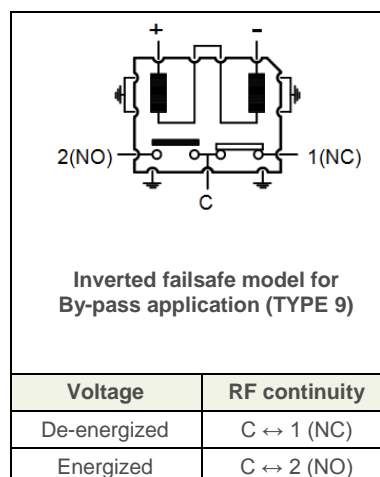 + -
2(NO) 1(NC)
C
Inverted failsafe model for
By-pass application (TYPE 9)
Voltage RF continuity
De-energized C ↔ 1 (NC)
Energized C ↔ 2 (NO)